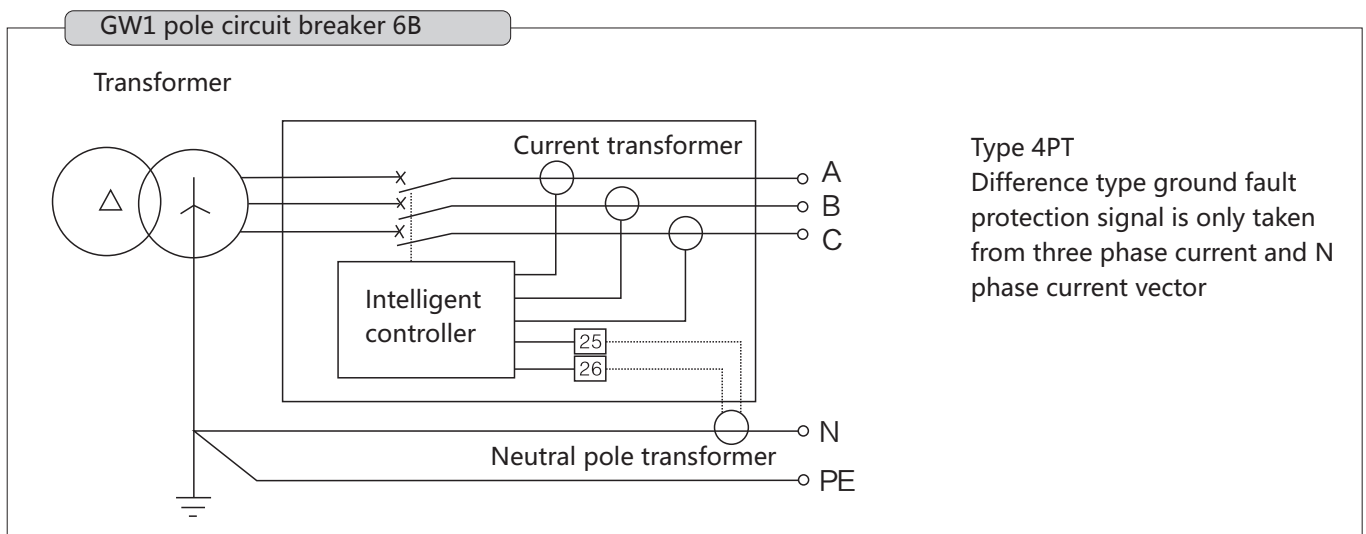 GW1 pole circuit breaker 6B
Transformer
Current transformer
A
B
C
Type 4PT
Difference type ground fault
protection signal is only taken
from three phase current and N
phase current vector
Intelligent
controller
25
26
N
Neutral pole transformer
PE